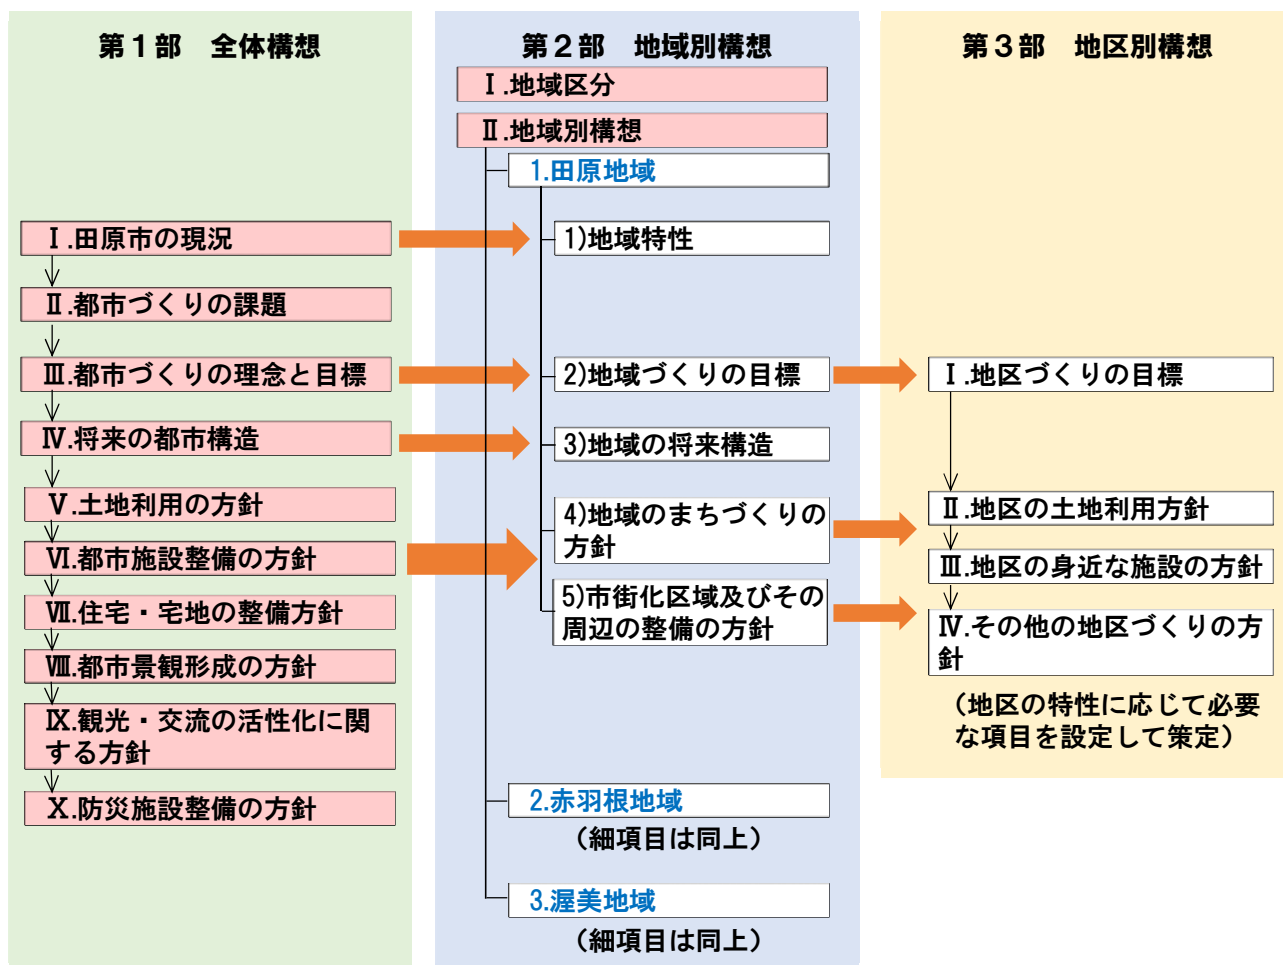 第１部　全体構想
Ⅰ.田原市の現況
Ⅱ.都市づくりの課題
Ⅲ.都市づくりの理念と目標
Ⅳ.将来の都市構造
Ⅴ.土地利用の方針
Ⅵ.都市施設整備の方針
Ⅶ.住宅・宅地の整備方針
Ⅷ.都市景観形成の方針
Ⅸ.観光・交流の活性化に関
する方針
Ⅹ.防災施設整備の方針
第２部　地域別構想
Ⅰ.地域区分
Ⅱ.地域別構想
1.田原地域
1)地域特性
2)地域づくりの目標
3)地域の将来構造
4)地域のまちづくりの
方針
5)市街化区域及びその
周辺の整備の方針
2.赤羽根地域
（細項目は同上）
3.渥美地域
（細項目は同上）
第３部　地区別構想
Ⅰ.地区づくりの目標
Ⅱ.地区の土地利用方針
Ⅲ.地区の身近な施設の方針
Ⅳ.その他の地区づくりの方
針
（地区の特性に応じて必要
な項目を設定して策定）